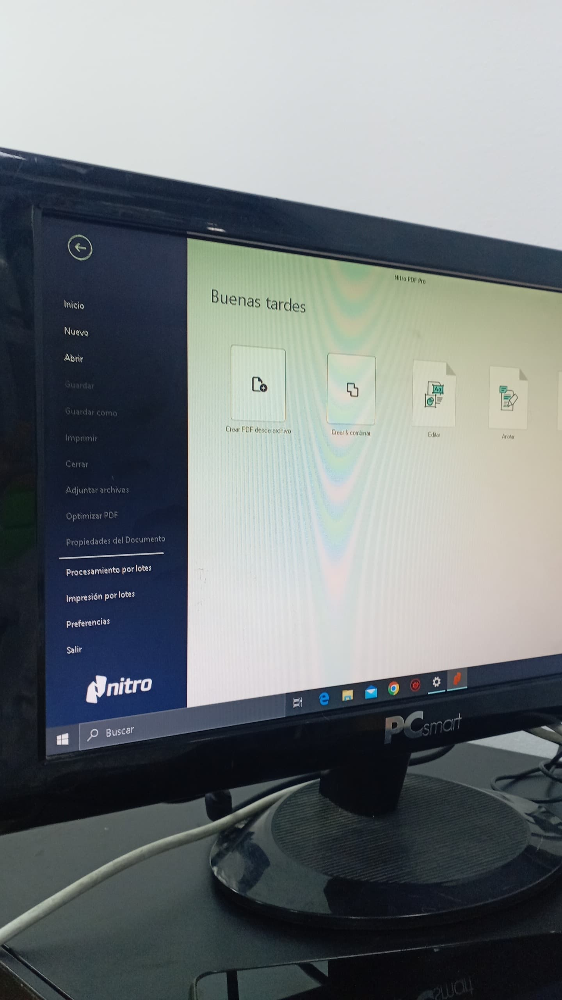 Nitro PDF Pro
Buenas tardes
Inicio
Nuevo
Abrir
Guardar
Guardar como
Imprimir
Cerrar
Adjuntar archivos
Optimizar PDF
Propiedades del Documento
Procesamiento por lotes
Impresión por lotes
Preferencias
Salir
nitro
Crear PDF desde archivo
Crear & combinar
Aa
Editar
Anotar
Buscar
PCsmart